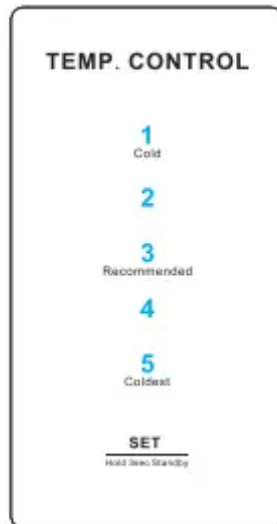 TEMP. CONTROL
1
Cold
2
3
Recommended
4
5
Coldest
SET
Hold 3sec.Standby